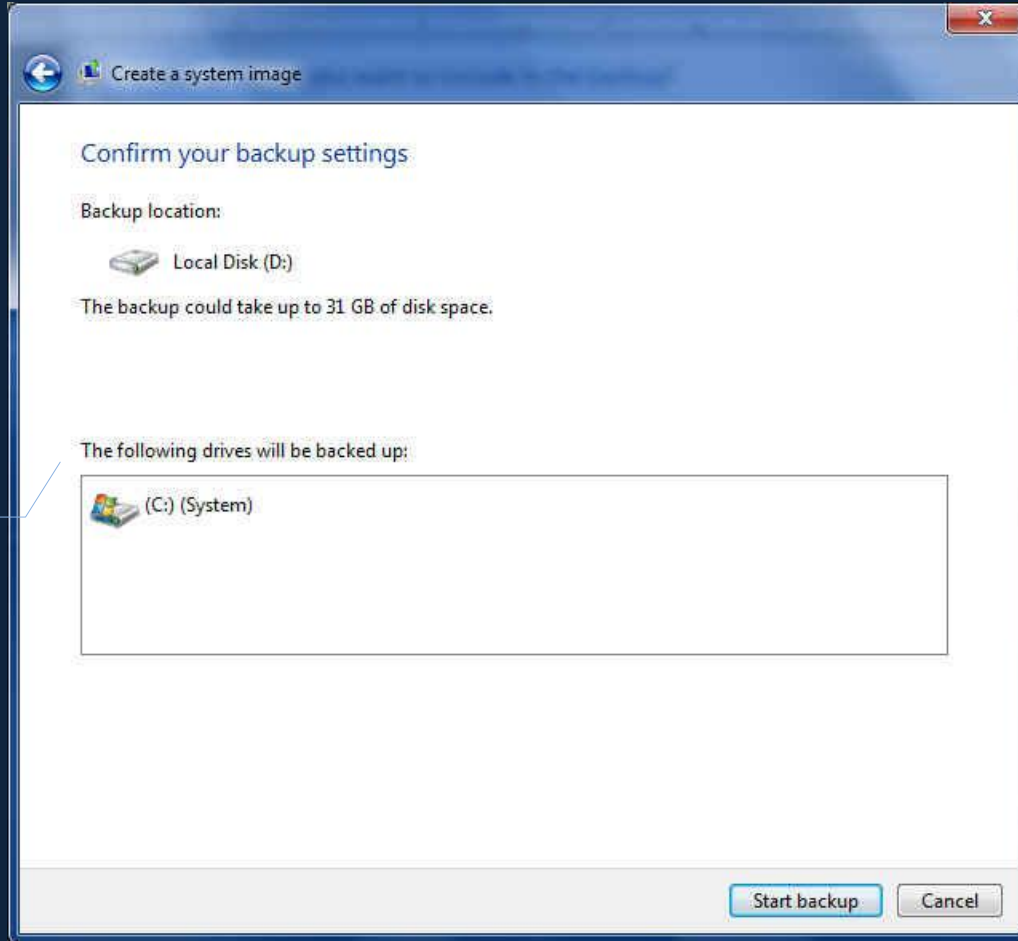 Create a system image
Confirm your backup settings
Backup location:
Local Disk (D:)
The backup could take up to 31 GB of disk space.
The following drives will be backed up:
(C:) (System)
Start backup
Cancel